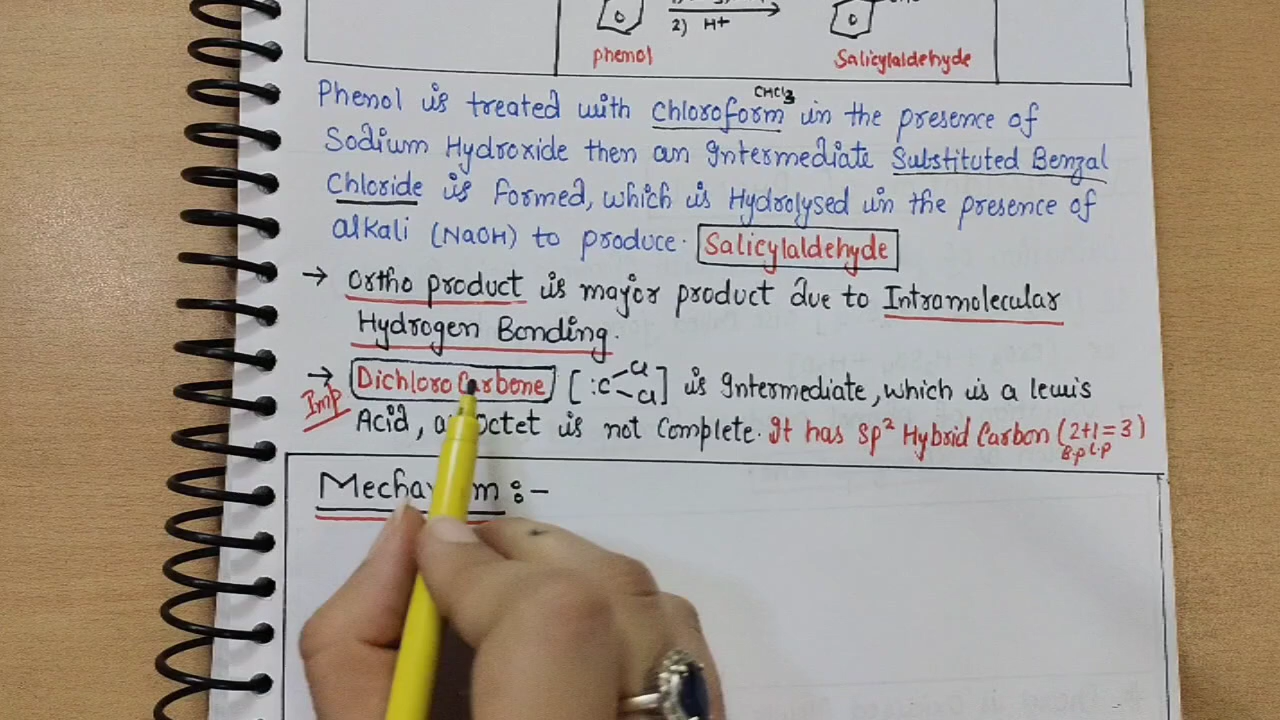 2) H+
phenol
Salicylaldehyde
CHCl3
Phenol is treated with Chloroform in the presence of
Sodium Hydroxide then an Intermediate Substituted Benzal
Chloride is formed, which is Hydrolysed in the presence of
alkali (NaOH) to produce. Salicylaldehyde
→ Ortho product is major product due to Intramolecular
Hydrogen Bonding.
→ Dichloro Carbene [:C Cl Cl] is Intermediate, which is a lewis
Imp
Acid, octet is not Complete. It has sp² Hybrid Carbon (2+1=3)
B.p L.p
Mechanism :-